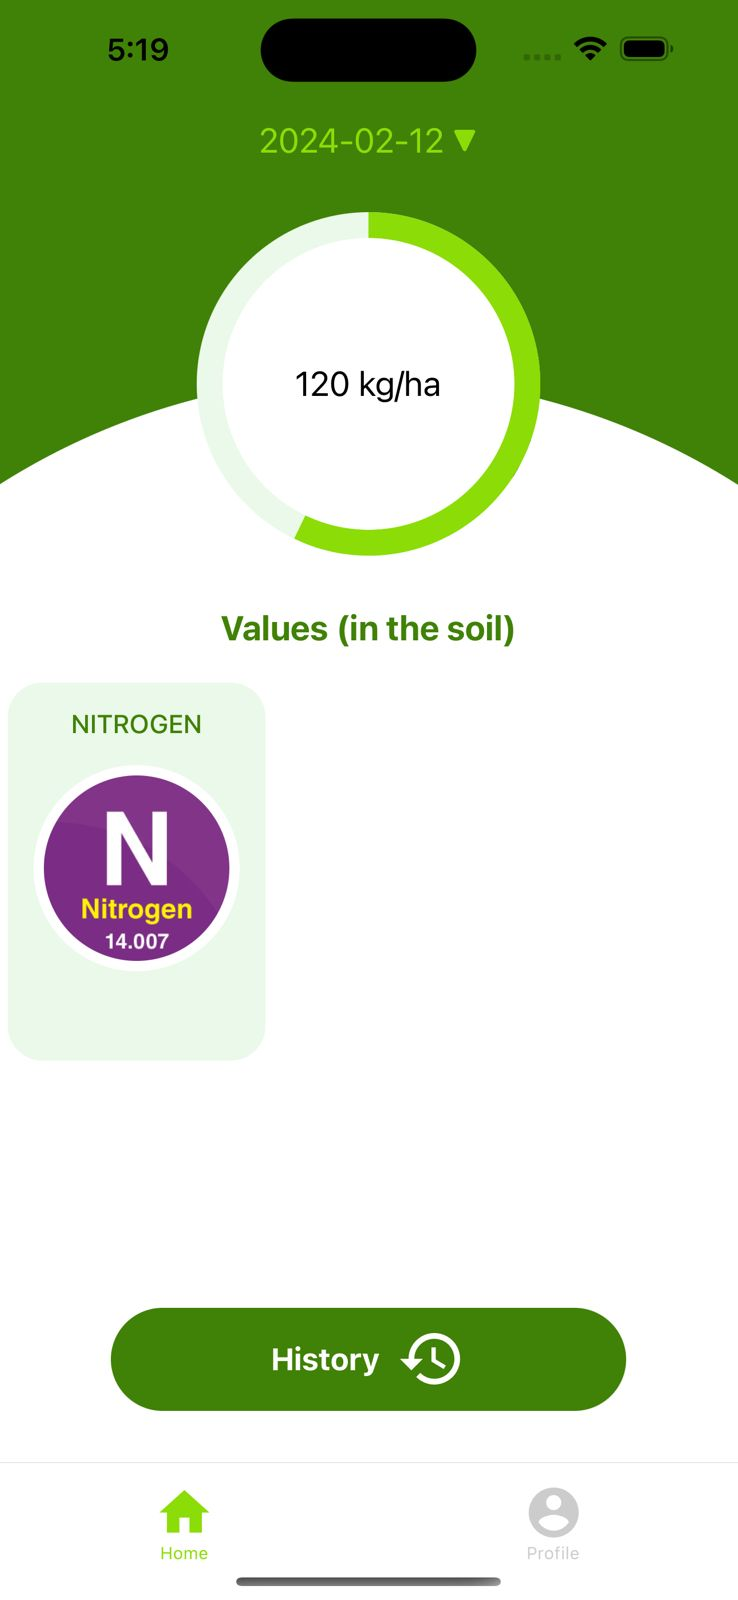 5:19
2024-02-12 ▼
120 kg/ha
Values (in the soil)
NITROGEN
N
Nitrogen
14.007
History
Home
Profile